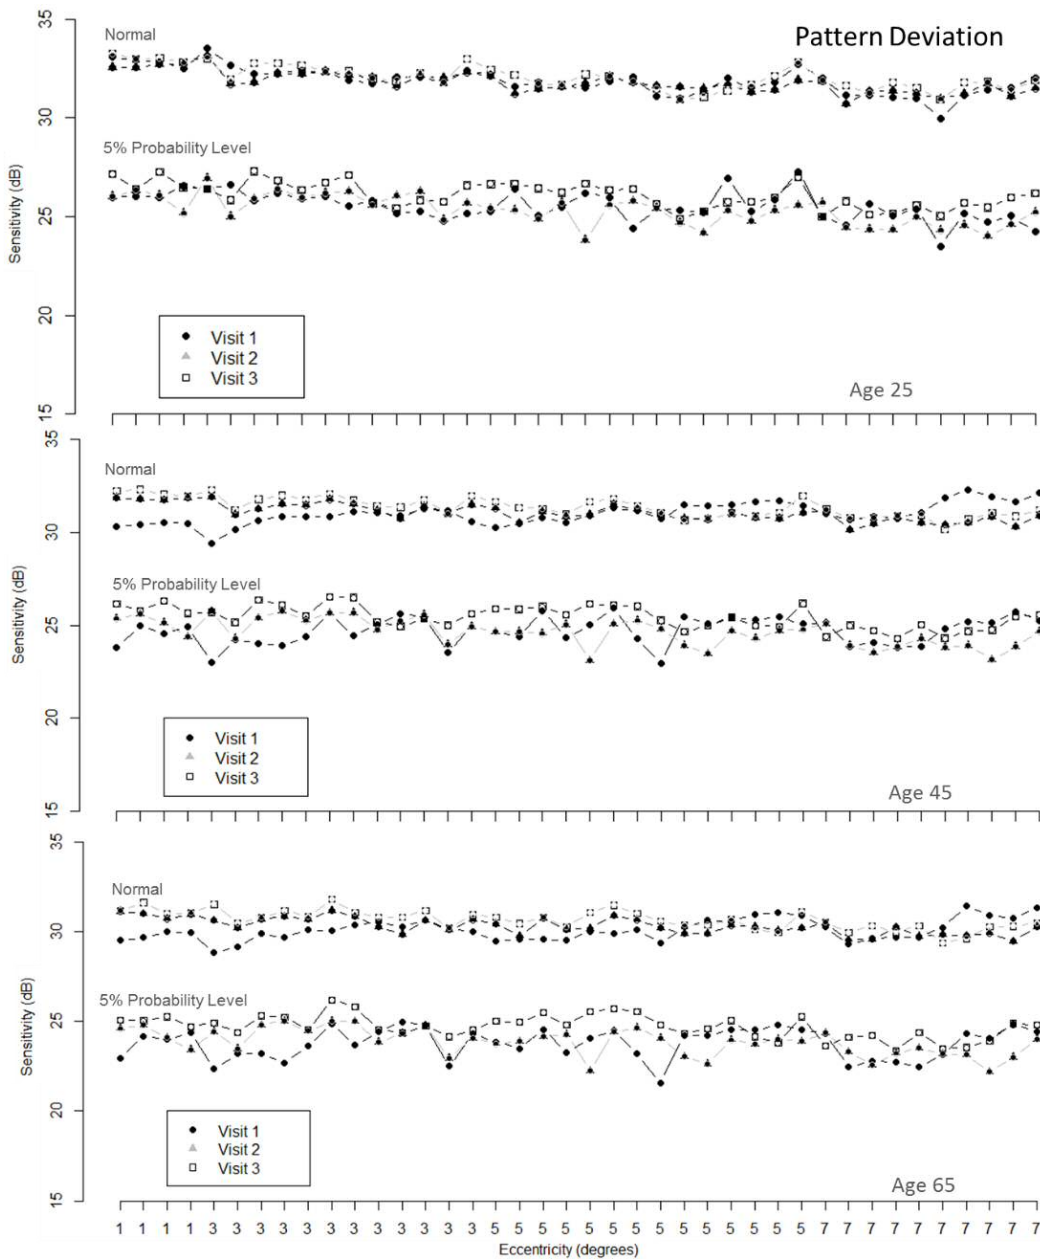 Pattern Deviation
35
30
25
20
15
Sensitivity (dB)
Normal
5% Probability Level
Visit 1
Visit 2
Visit 3
Age 25
35
30
25
20
15
Sensitivity (dB)
Normal
5% Probability Level
Visit 1
Visit 2
Visit 3
Age 45
35
30
25
20
15
Sensitivity (dB)
Normal
5% Probability Level
Visit 1
Visit 2
Visit 3
Age 65
1 1 1 1 3 3 3 3 3 3 3 3 3 3 3 3 5 5 5 5 5 5 5 5 5 5 5 5 5 5 7 7 7 7 7 7 7 7 7 7
Eccentricity (degrees)